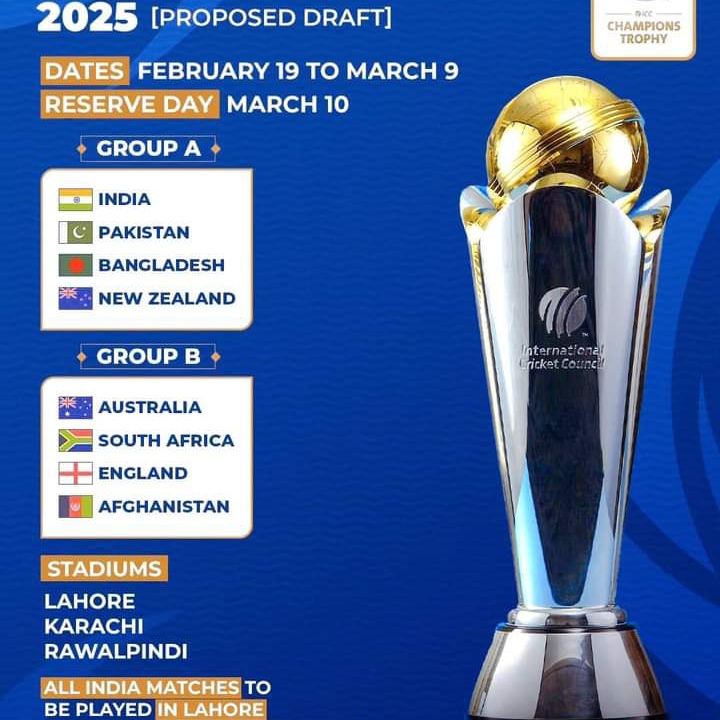 2025 [PROPOSED DRAFT]
ICC
CHAMPIONS
TROPHY
DATES FEBRUARY 19 TO MARCH 9
RESERVE DAY MARCH 10
GROUP A
INDIA
PAKISTAN
BANGLADESH
NEW ZEALAND
GROUP B
AUSTRALIA
SOUTH AFRICA
ENGLAND
AFGHANISTAN
International
Cricket Council
STADIUMS
LAHORE
KARACHI
RAWALPINDI
ALL INDIA MATCHES TO
BE PLAYED IN LAHORE